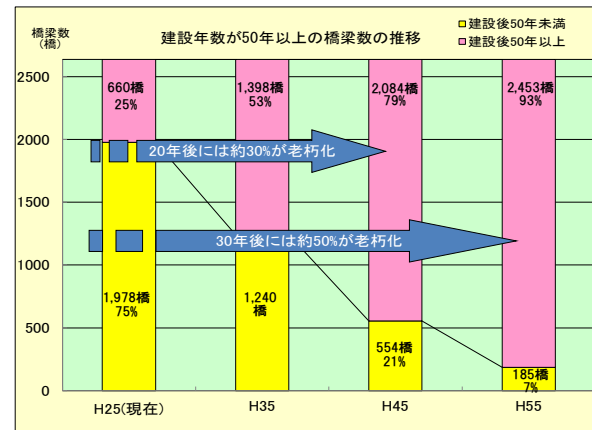 橋梁数
(橋)
建設年数が50年以上の橋梁数の推移
建設後50年未満
建設後50年以上
2500
2000
1500
1000
500
0
660橋
25%
1,398橋
53%
2,084橋
79%
2,453橋
93%
20年後には約30%が老朽化
30年後には約50%が老朽化
1,978橋
75%
1,240
橋
554橋
21%
185橋
7%
H25(現在)
H35
H45
H55